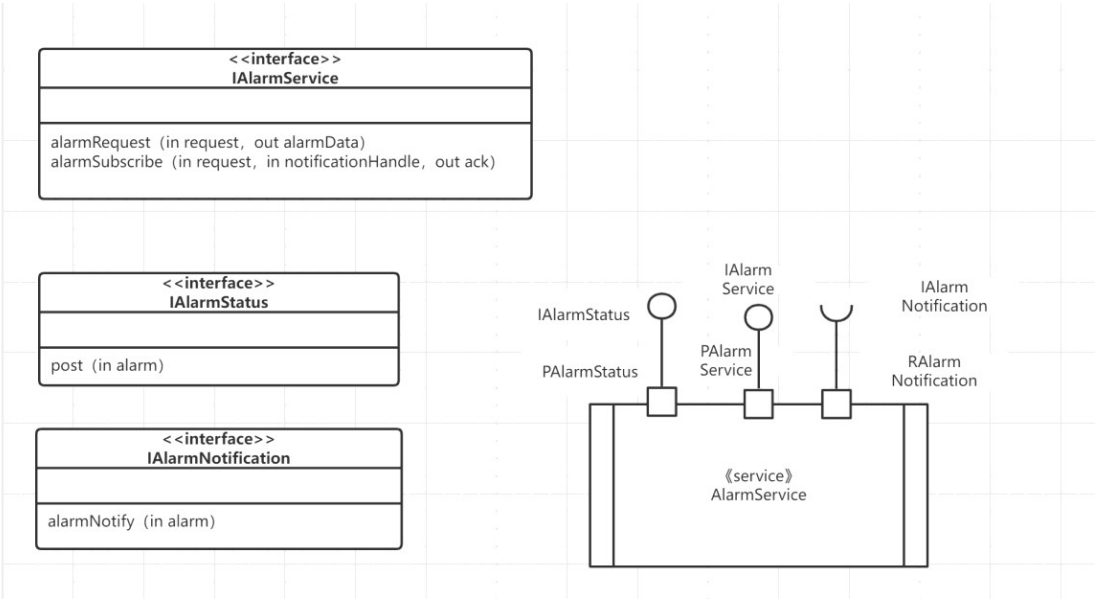 <<interface>>
IAlarmService
alarmRequest（in request，out alarmData）
alarmSubscribe（in request，in notificationHandle，out ack）
<<interface>>
IAlarmStatus
post（in alarm）
<<interface>>
IAlarmNotification
alarmNotify（in alarm）
IAlarmStatus
IAlarm
Service
IAlarm
Notification
PAlarmStatus
PAlarm
Service
RAlarm
Notification
《service》
AlarmService